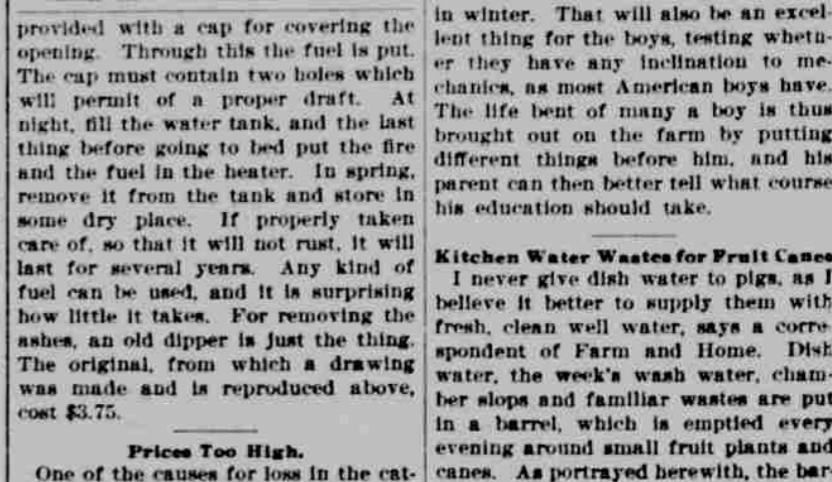 provided with a cap for covering the
opening. Through this the fuel is put.
The cap must contain two holes which
will permit of a proper draft. At
night, fill the water tank, and the last
thing before going to bed put the fire
and the fuel in the heater. In spring,
remove it from the tank and store in
some dry place. If properly taken
care of, so that it will not rust, it will
last for several years. Any kind of
fuel can be used, and it is surprising
how little it takes. For removing the
ashes, an old dipper is just the thing.
The original, from which a drawing
was made and is reproduced above,
cost $3.75.
Prices Too High.
One of the causes for loss in the cat-
in winter. That will also be an excel-
lent thing for the boys, testing wheth-
er they have any inclination to me-
chanics, as most American boys have.
The life bent of many a boy is thus
brought out on the farm by putting
different things before him, and his
parent can then better tell what course
his education should take.
Kitchen Water Wastes for Fruit Canes
I never give dish water to pigs, as I
believe it better to supply them with
fresh, clean well water, says a corre-
spondent of Farm and Home. Dish
water, the week's wash water, cham-
ber slops and familiar wastes are put
in a barrel, which is emptied every
evening around small fruit plants and
canes. As portrayed herewith, the bar-